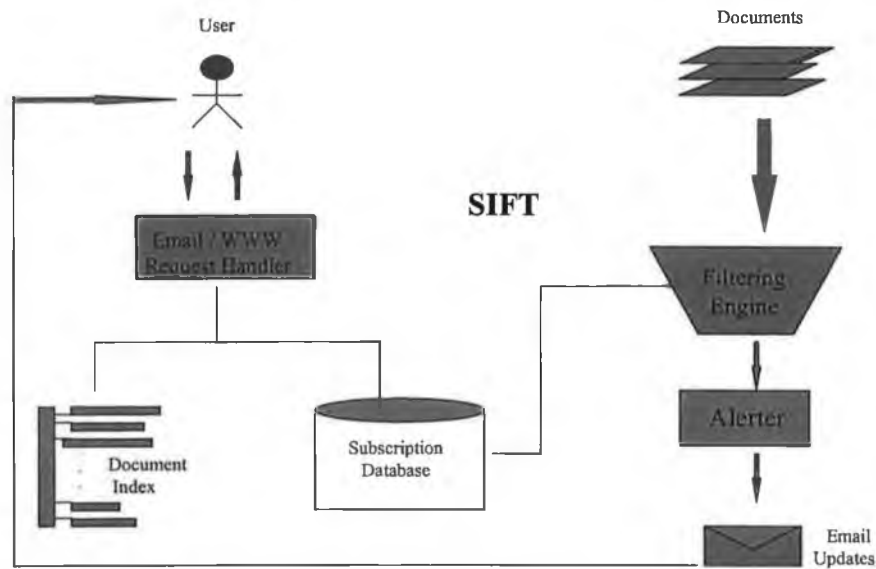 User
Documents
SIFT
Email / WWW
Request Handler
Filtering
Engine
Alerter
Subscription
Database
Document
Index
Email
Updates